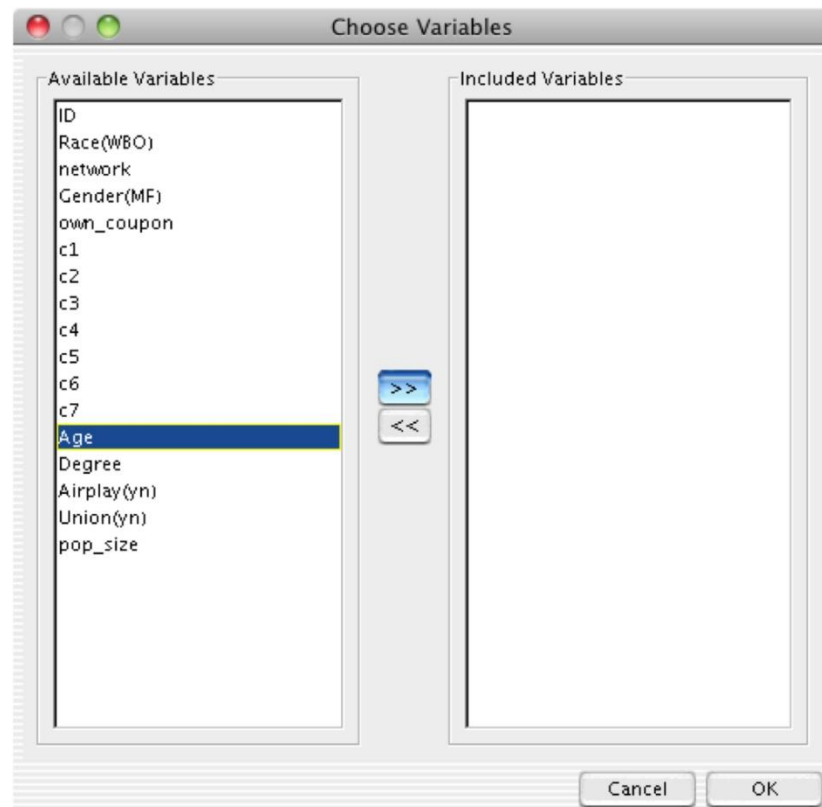 Choose Variables
Available Variables
ID
Race(WBO)
network
Gender(MF)
own_coupon
c1
c2
c3
c4
c5
c6
c7
Age
Degree
Airplay(yn)
Union(yn)
pop_size
>>
<<
Included Variables
Cancel
OK